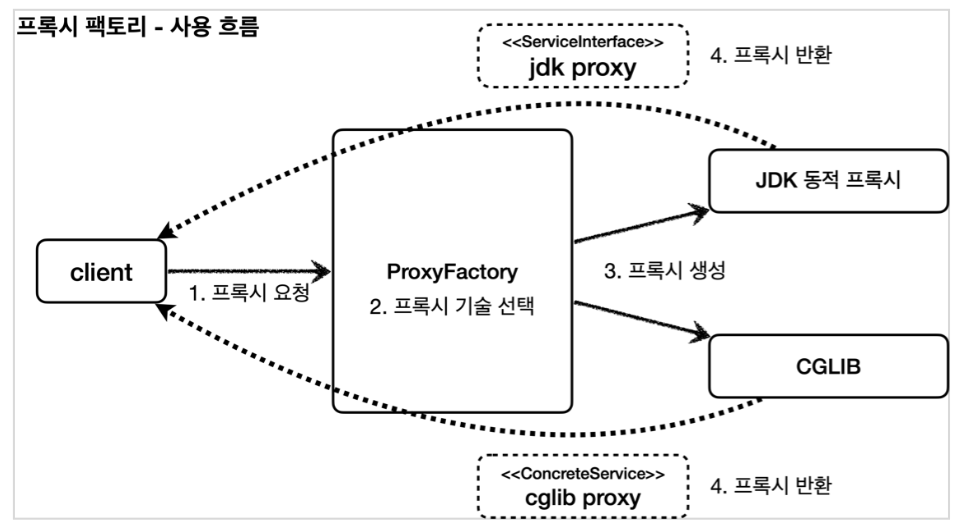 프록시 팩토리 - 사용 흐름
<<ServiceInterface>>
jdk proxy
4. 프록시 반환
JDK 동적 프록시
client
1. 프록시 요청
ProxyFactory
2. 프록시 기술 선택
3. 프록시 생성
CGLIB
<<ConcreteService>>
cglib proxy
4. 프록시 반환